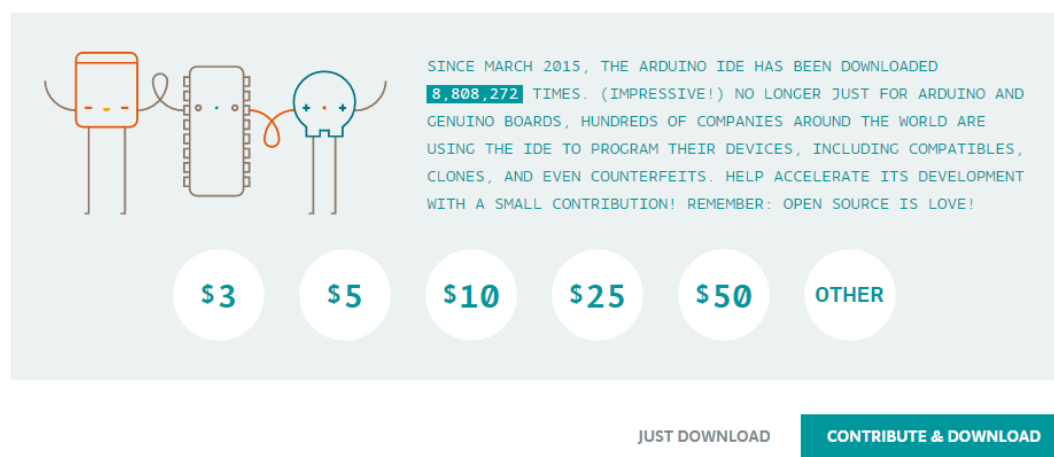 SINCE MARCH 2015, THE ARDUINO IDE HAS BEEN DOWNLOADED
8,808,272 TIMES. (IMPRESSIVE!) NO LONGER JUST FOR ARDUINO AND
GENUINO BOARDS, HUNDREDS OF COMPANIES AROUND THE WORLD ARE
USING THE IDE TO PROGRAM THEIR DEVICES, INCLUDING COMPATIBLES,
CLONES, AND EVEN COUNTERFEITS. HELP ACCELERATE ITS DEVELOPMENT
WITH A SMALL CONTRIBUTION! REMEMBER: OPEN SOURCE IS LOVE!
$3 $5 $10 $25 $50 OTHER
JUST DOWNLOAD CONTRIBUTE & DOWNLOAD